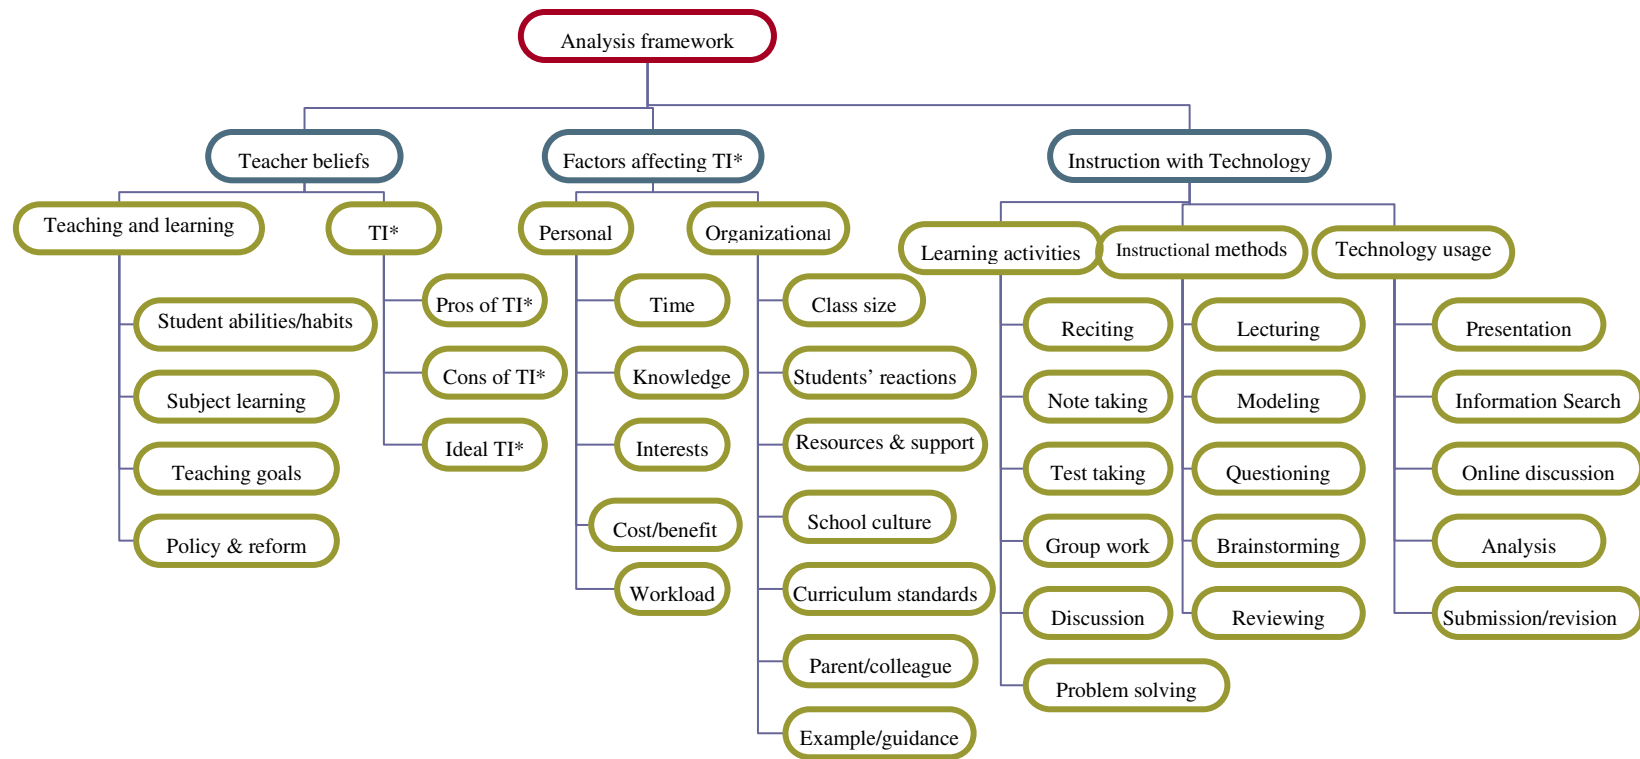 Analysis framework
Teacher beliefs
Factors affecting TI*
Instruction with Technology
Teaching and learning
TI*
Personal
Organizational
Learning activities
Instructional methods
Technology usage
Student abilities/habits
Subject learning
Teaching goals
Policy & reform
Pros of TI*
Cons of TI*
Ideal TI*
Time
Knowledge
Interests
Cost/benefit
Workload
Class size
Students’ reactions
Resources & support
School culture
Curriculum standards
Parent/colleague
Example/guidance
Reciting
Note taking
Test taking
Group work
Discussion
Problem solving
Lecturing
Modeling
Questioning
Brainstorming
Reviewing
Presentation
Information Search
Online discussion
Analysis
Submission/revision